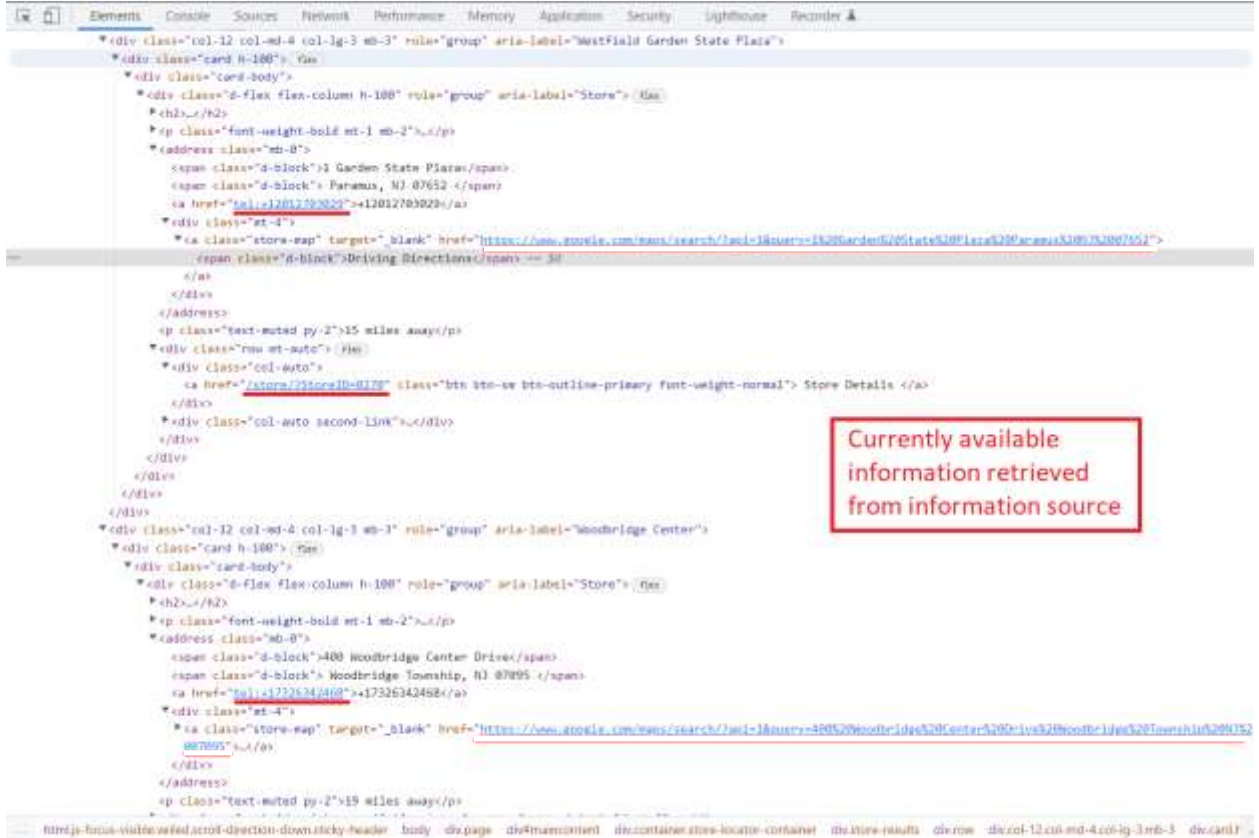 Elements Console Sources Network Performance Memory Application Security Lighthouse Recorder
<div class="col-12 col-md-4 col-lg-3 mb-3" role="group" aria-label="Westfield Garden State Plaza">
<div class="card h-100"> flex
<div class="card-body">
<div class="d-flex flex-column h-100" role="group" aria-label="Store"> flex
<h2>…</h2>
<p class="font-weight-bold mt-1 mb-2">…</p>
<address class="mb-0">
<span class="d-block">1 Garden State Plaza</span>
<span class="d-block"> Paramus, NJ 07652 </span>
<a href="tel:+12012703029">+12012703029</a>
<div class="mt-4">
<a class="store-map" target="_blank" href="https://www.google.com/maps/search/?api=1&query=1%20Garden%20State%20Plaza%20Paramus%20NJ%2007652">
<span class="d-block">Driving Directions</span> == $0
</a>
</div>
</address>
<p class="text-muted py-2">15 miles away</p>
<div class="row mt-auto"> flex
<div class="col-auto">
<a href="/store/?StoreID=0270" class="btn btn-sm btn-outline-primary font-weight-normal"> Store Details </a>
</div>
<div class="col-auto second-link">…</div>
</div>
</div>
</div>
</div>
</div>
Currently available
information retrieved
from information source
<div class="col-12 col-md-4 col-lg-3 mb-3" role="group" aria-label="Woodbridge Center">
<div class="card h-100"> flex
<div class="card-body">
<div class="d-flex flex-column h-100" role="group" aria-label="Store"> flex
<h2>…</h2>
<p class="font-weight-bold mt-1 mb-2">…</p>
<address class="mb-0">
<span class="d-block">400 Woodbridge Center Drive</span>
<span class="d-block"> Woodbridge Township, NJ 07095 </span>
<a href="tel:+17326342468">+17326342468</a>
<div class="mt-4">
<a class="store-map" target="_blank" href="https://www.google.com/maps/search/?api=1&query=400%20Woodbridge%20Center%20Drive%20Woodbridge%20Township%20NJ%2
007095">…</a>
</div>
</address>
<p class="text-muted py-2">19 miles away</p>
html.js-focus-visible.veiled.scroll-direction-down.sticky-header body div.page div#maincontent div.container.store-locator-container div.store-results div.row div.col-12.col-md-4.col-lg-3.mb-3 div.card.h